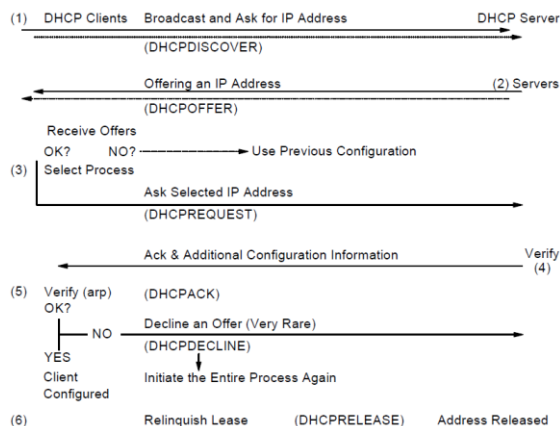 (1) DHCP Clients Broadcast and Ask for IP Address DHCP Server
(DHCPDISCOVER)
Offering an IP Address (2) Servers
(DHCPOFFER)
Receive Offers
OK? NO? Use Previous Configuration
(3) Select Process
Ask Selected IP Address
(DHCPREQUEST)
Ack & Additional Configuration Information Verify
(4)
(5) Verify (arp) (DHCPACK)
OK?
Decline an Offer (Very Rare)
NO
(DHCPDECLINE)
YES
Client Initiate the Entire Process Again
Configured
(6) Relinquish Lease (DHCPRELEASE) Address Released